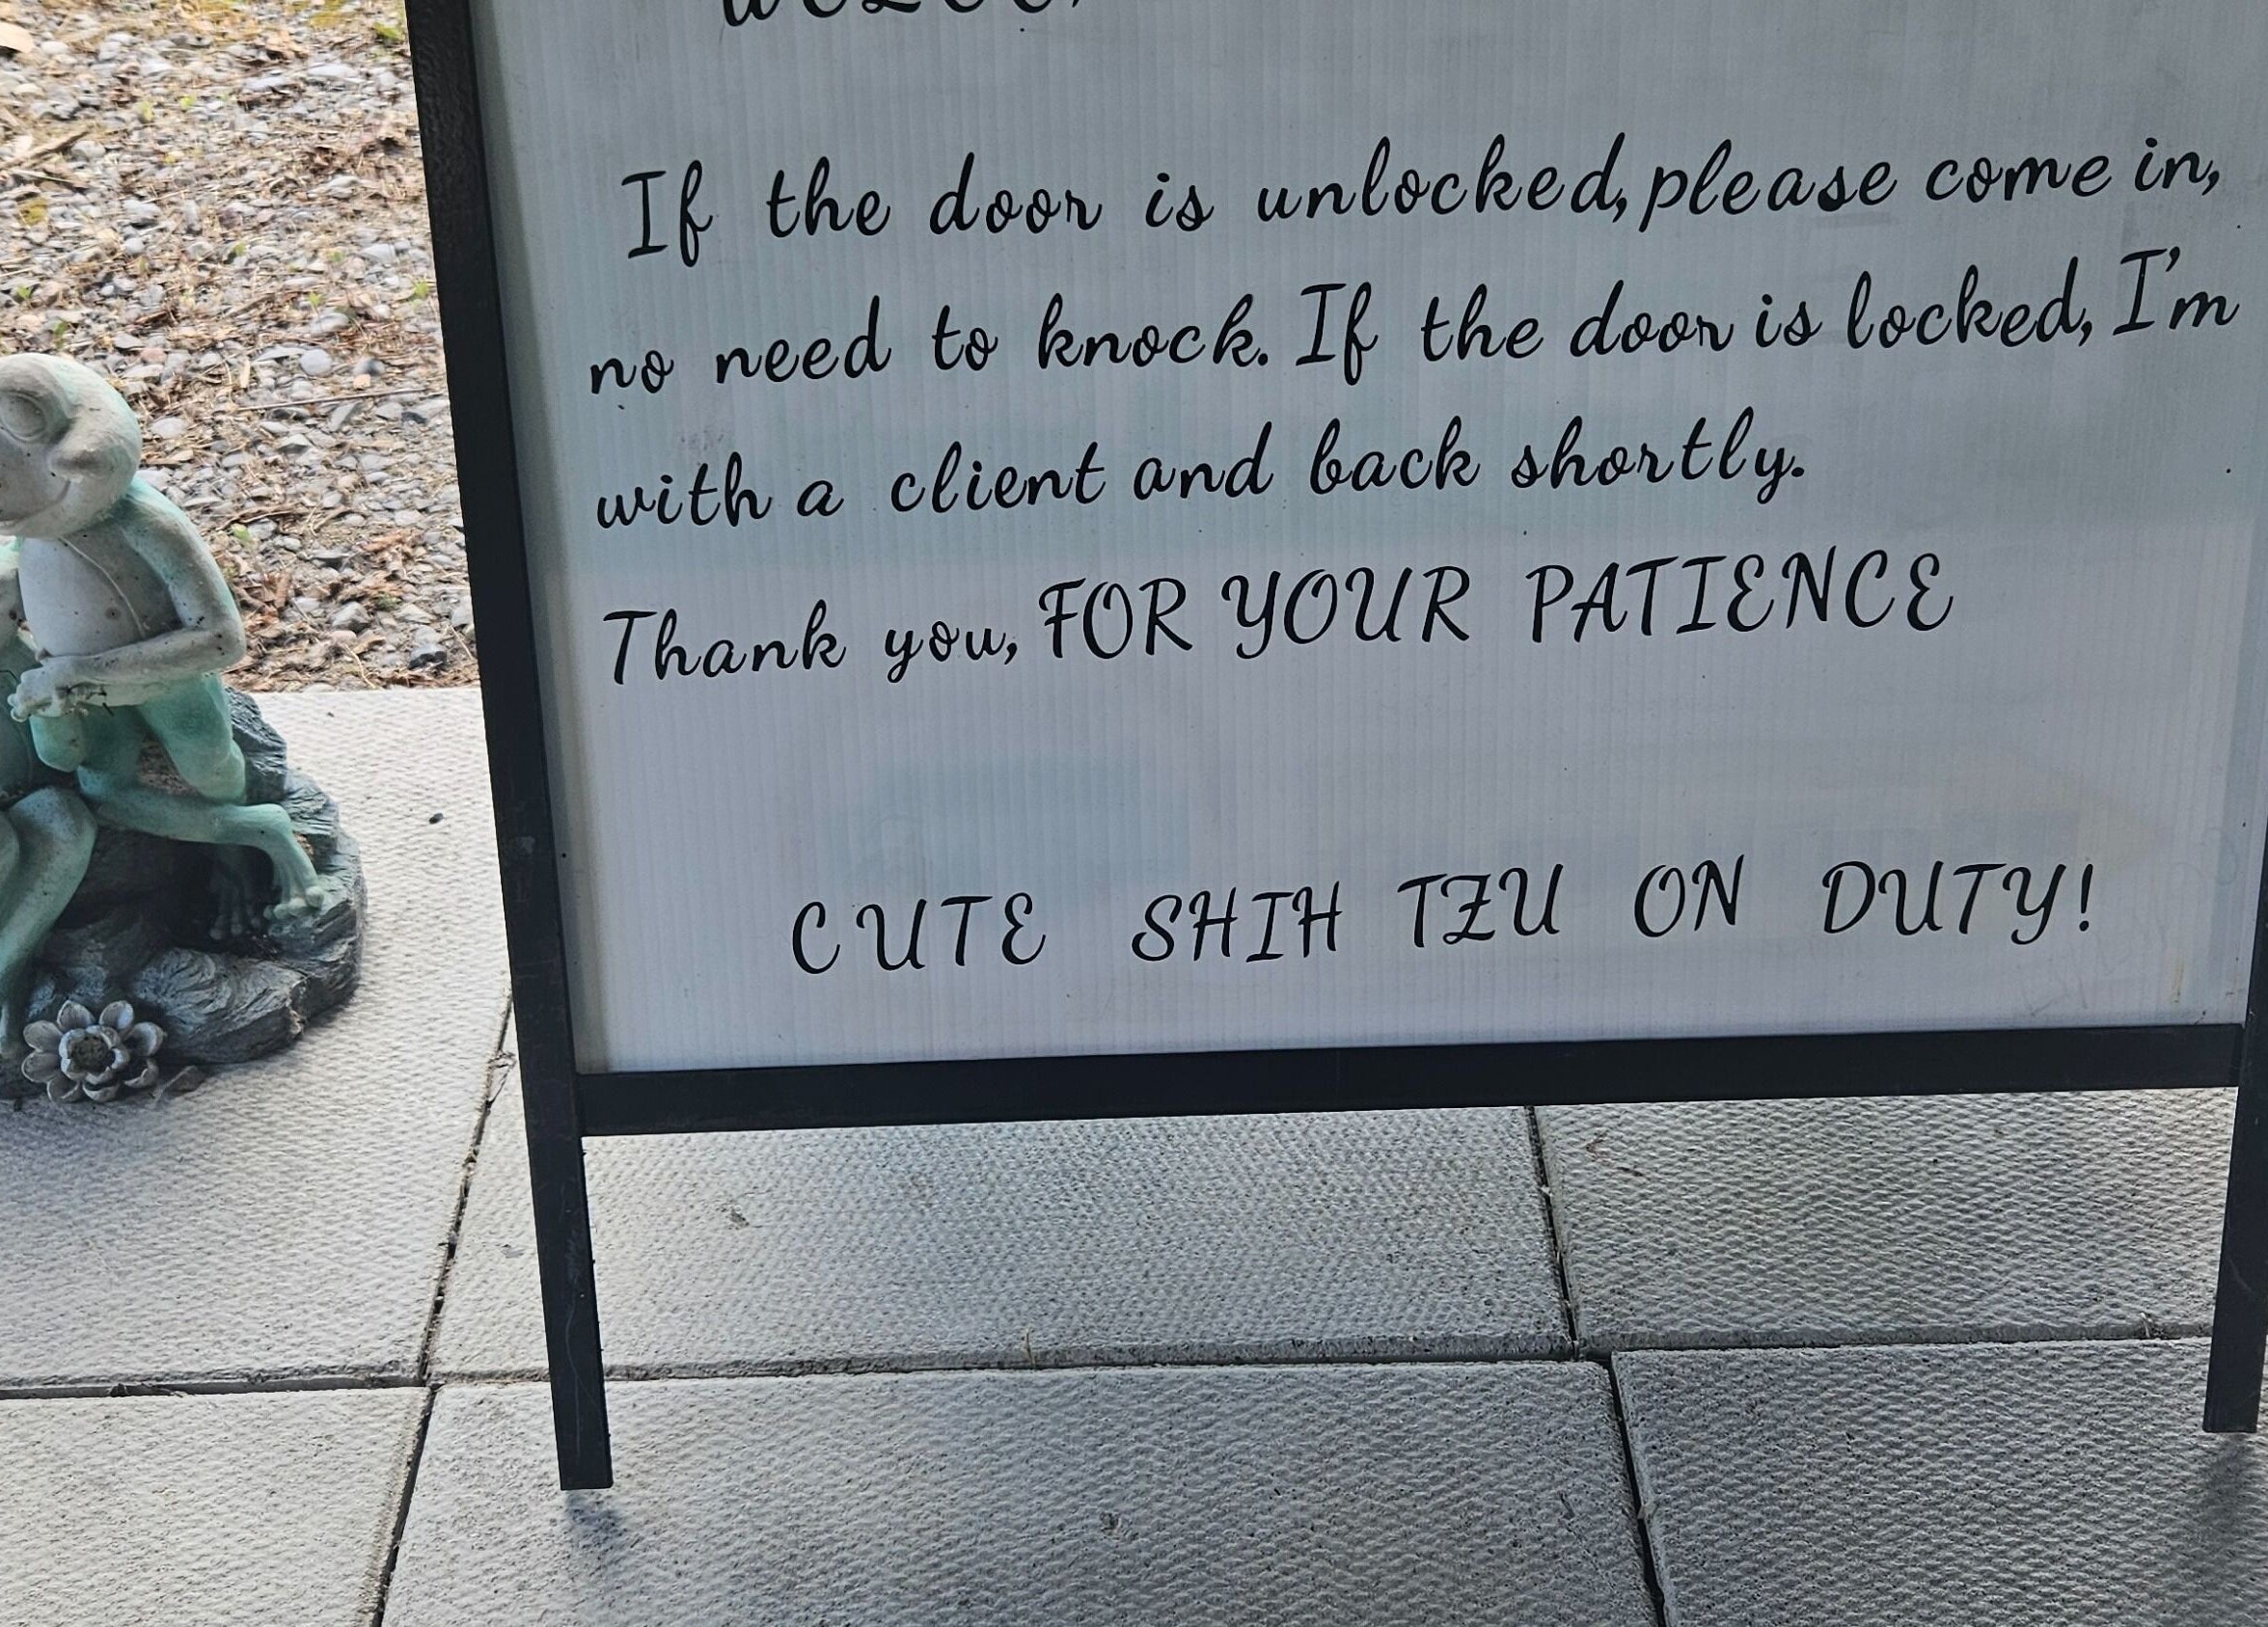 If the door is unlocked, please come in,
no need to knock. If the door is locked, I'm
with a client and back shortly.
Thank you, FOR YOUR PATIENCE
CUTE SHIH TZU ON DUTY!